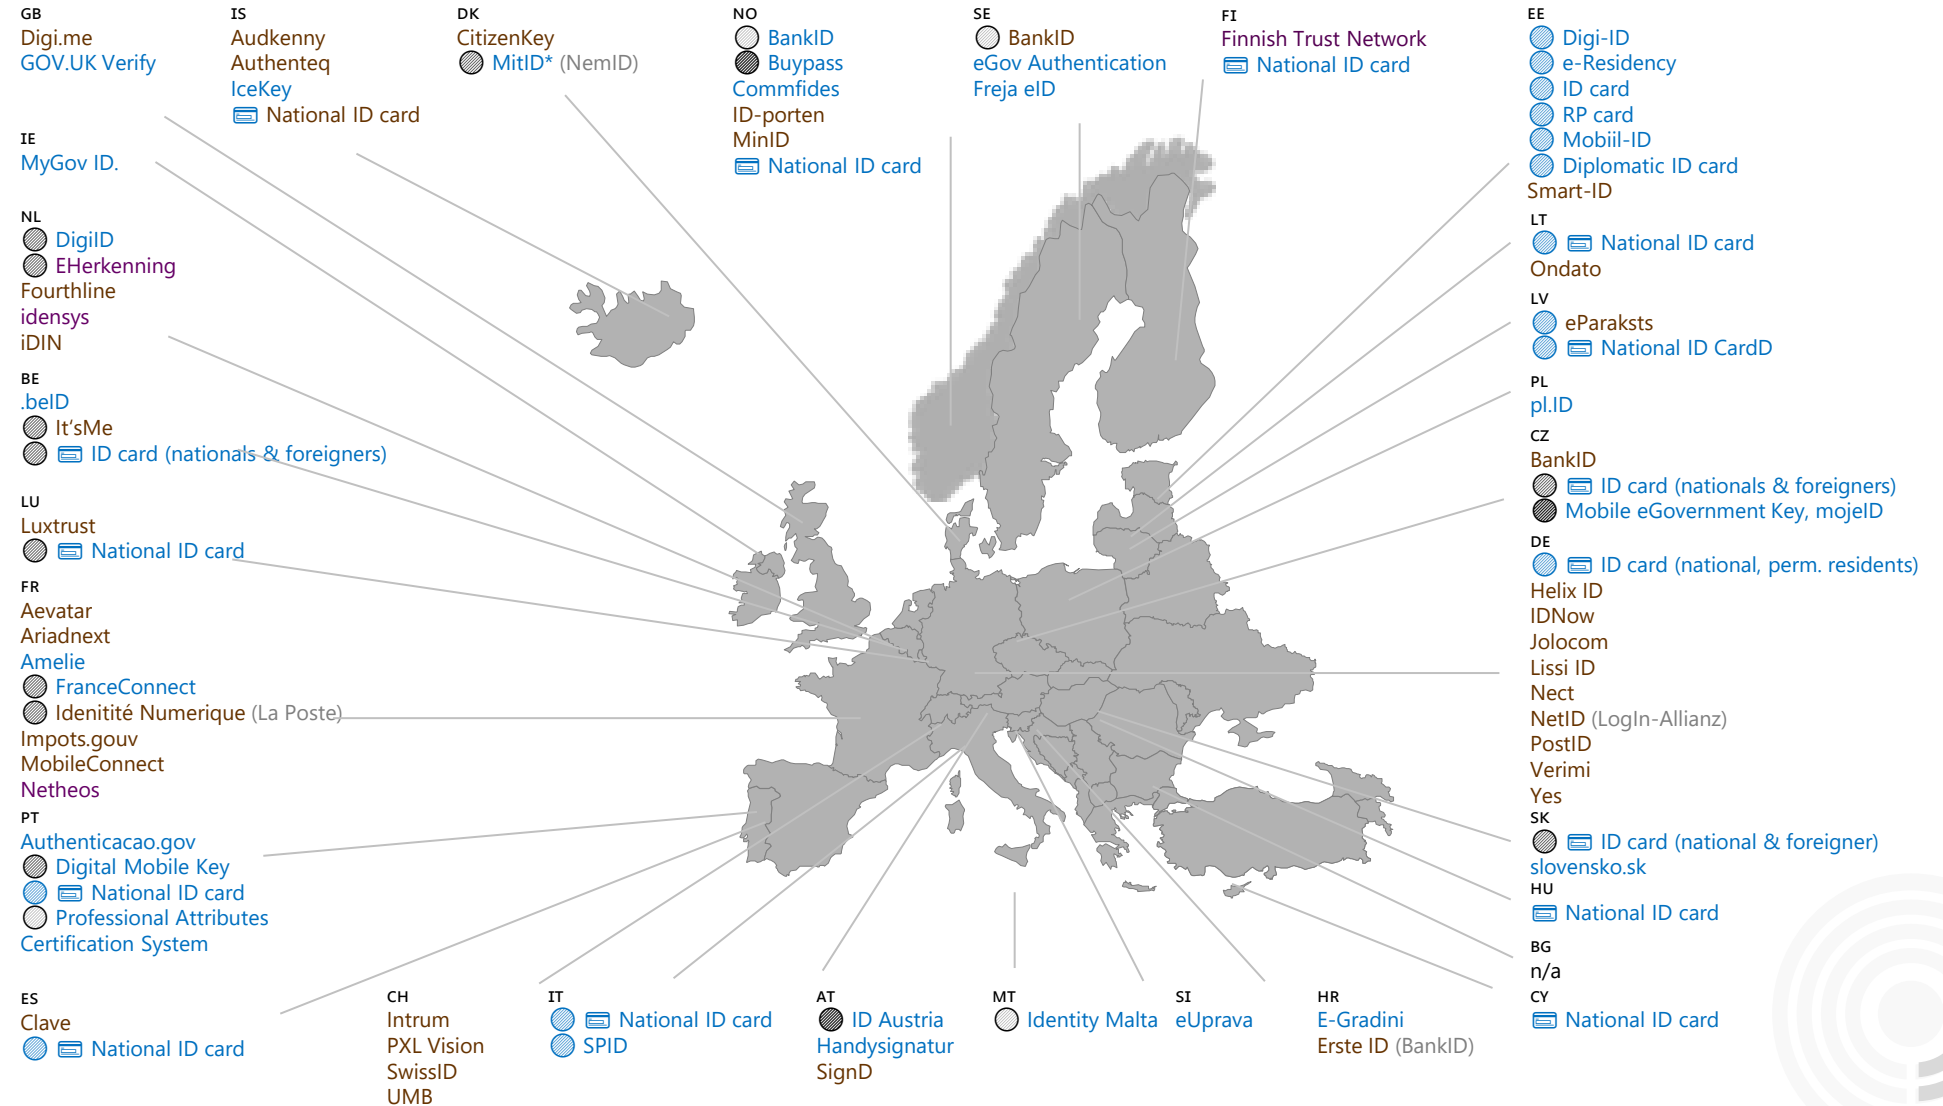 GB
Digi.me
GOV.UK Verify
IE
MyGov ID.
NL
DigiID
EHerkenning
Fourthline
idensys
iDIN
BE
.beID
It'sMe
ID card (nationals & foreigners)
LU
Luxtrust
National ID card
FR
Aevatar
Ariadnext
Amelie
FranceConnect
Idenitité Numerique (La Poste)
Impots.gouv
MobileConnect
Netheos
PT
Authenticacao.gov
Digital Mobile Key
National ID card
Professional Attributes
Certification System
ES
Clave
National ID card
IS
Audkenny
Authenteq
IceKey
National ID card
DK
CitizenKey
MitID* (NemID)
NO
BankID
Buypass
Commfides
ID-porten
MinID
National ID card
SE
BankID
eGov Authentication
Freja eID
FI
Finnish Trust Network
National ID card
EE
Digi-ID
e-Residency
ID card
RP card
Mobiil-ID
Diplomatic ID card
Smart-ID
LT
National ID card
Ondato
LV
eParaksts
National ID CardD
PL
pl.ID
CZ
BankID
ID card (nationals & foreigners)
Mobile eGovernment Key, mojeID
DE
ID card (national, perm. residents)
Helix ID
IDNow
Jolocom
Lissi ID
Nect
NetID (LogIn-Allianz)
PostID
Verimi
Yes
SK
ID card (national & foreigner)
slovensko.sk
HU
National ID card
BG
n/a
CY
National ID card
CH
Intrum
PXL Vision
SwissID
UMB
IT
National ID card
SPID
AT
ID Austria
Handysignatur
SignD
MT
Identity Malta
SI
eUprava
HR
E-Gradini
Erste ID (BankID)